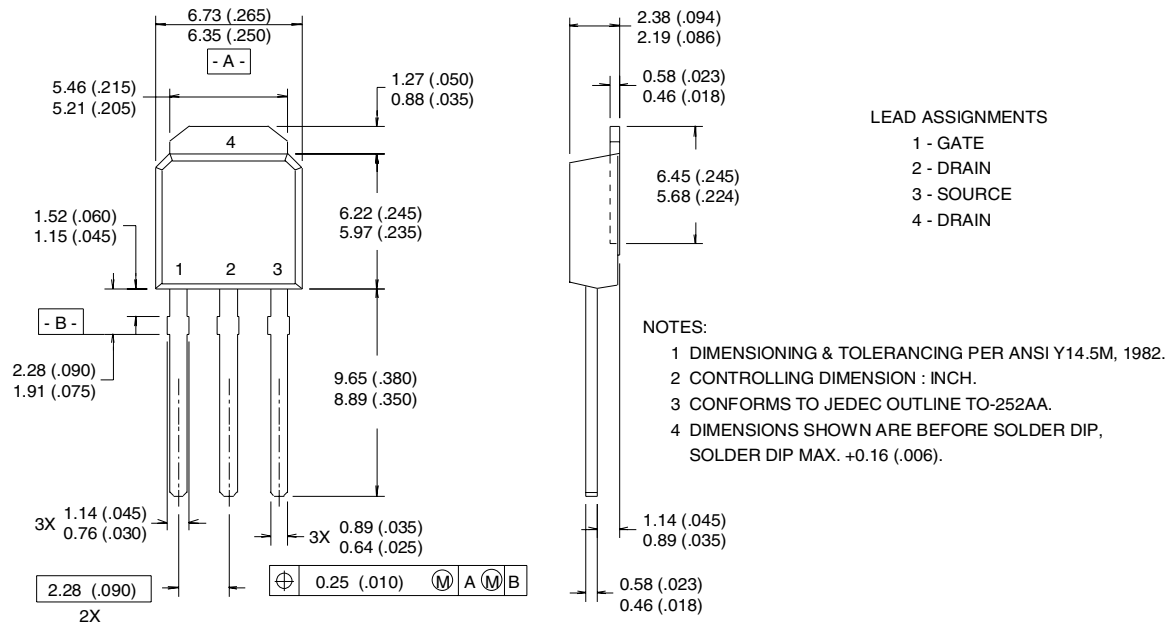 6.73 (.265)
6.35 (.250)
- A -
5.46 (.215)
5.21 (.205)
1.27 (.050)
0.88 (.035)
4
1.52 (.060)
1.15 (.045)
6.22 (.245)
5.97 (.235)
1 2 3
- B -
2.28 (.090)
1.91 (.075)
9.65 (.380)
8.89 (.350)
3X 1.14 (.045)
0.76 (.030)
3X 0.89 (.035)
0.64 (.025)
2.28 (.090)
2X
⌖ 0.25 (.010) Ⓜ A Ⓜ B
2.38 (.094)
2.19 (.086)
0.58 (.023)
0.46 (.018)
6.45 (.245)
5.68 (.224)
1.14 (.045)
0.89 (.035)
0.58 (.023)
0.46 (.018)
LEAD ASSIGNMENTS
1 - GATE
2 - DRAIN
3 - SOURCE
4 - DRAIN
NOTES:
1 DIMENSIONING & TOLERANCING PER ANSI Y14.5M, 1982.
2 CONTROLLING DIMENSION : INCH.
3 CONFORMS TO JEDEC OUTLINE TO-252AA.
4 DIMENSIONS SHOWN ARE BEFORE SOLDER DIP,
SOLDER DIP MAX. +0.16 (.006).